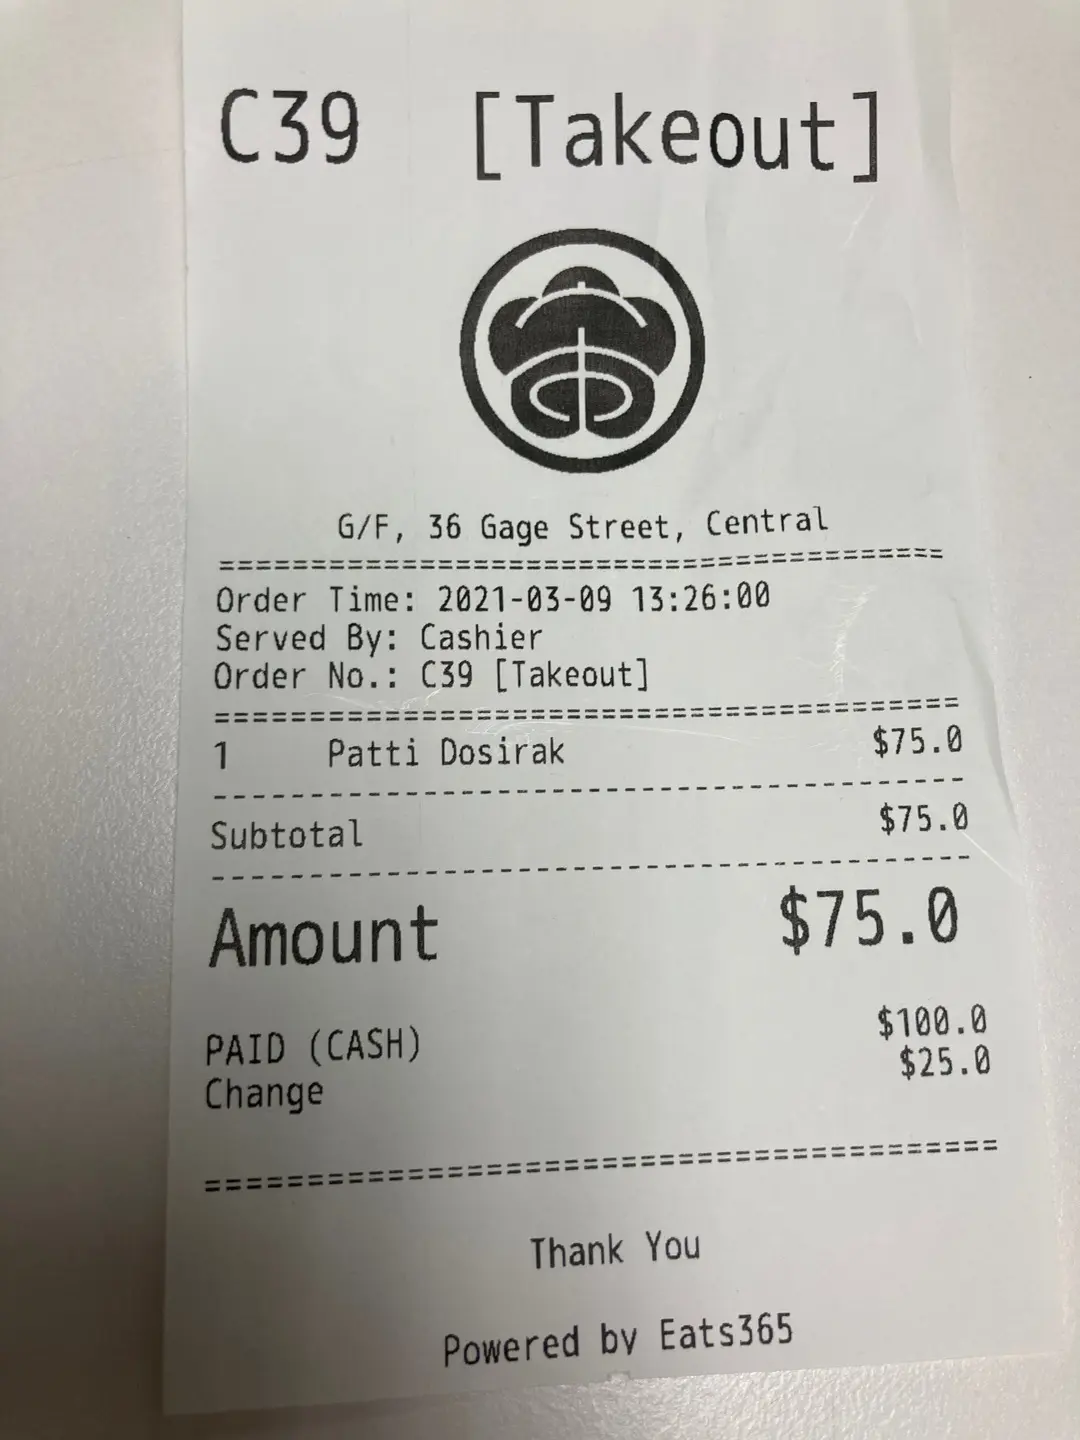 C39 [Takeout]
G/F, 36 Gage Street, Central
========================================
Order Time: 2021-03-09 13:26:00
Served By: Cashier
Order No.: C39 [Takeout]
========================================
1 Patti Dosirak $75.0
----------------------------------------
Subtotal $75.0
----------------------------------------
Amount $75.0
PAID (CASH) $100.0
Change $25.0
========================================
Thank You
Powered by Eats365